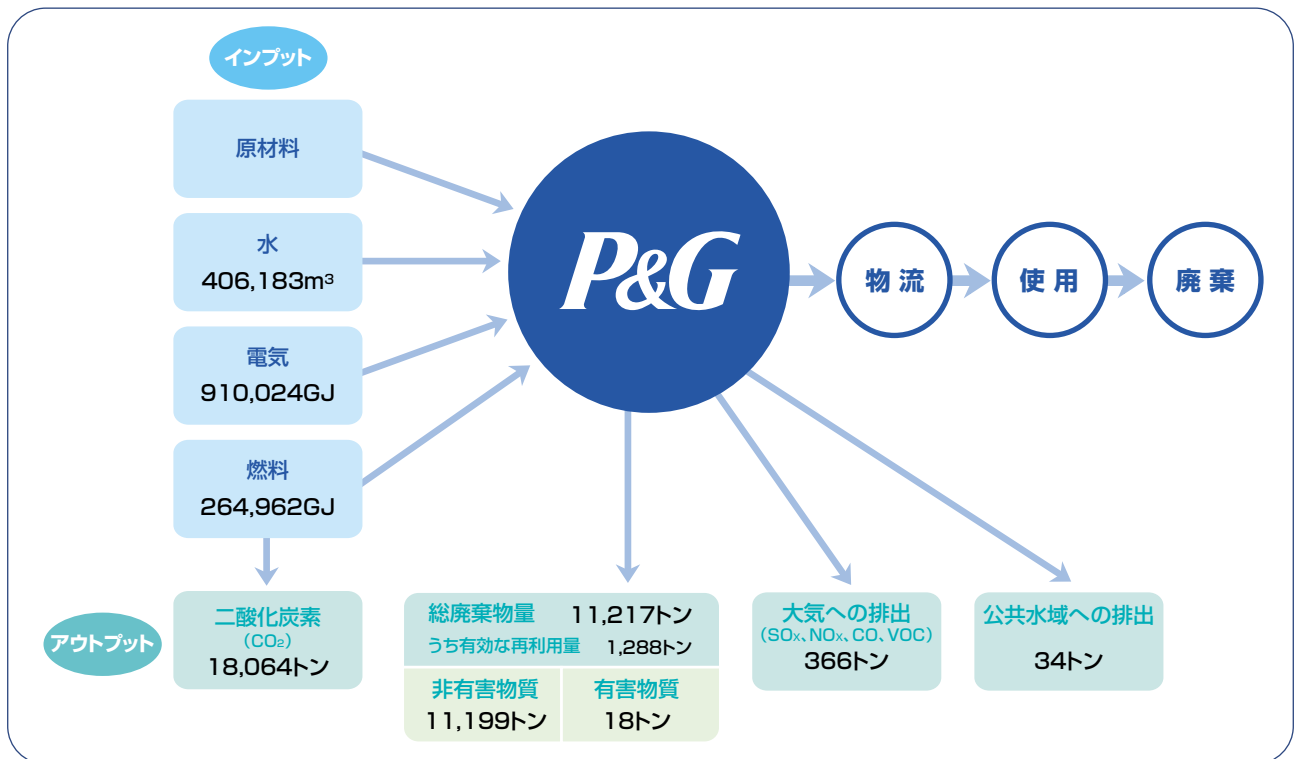 インプット
原材料
水
406,183m³
電気
910,024GJ
燃料
264,962GJ
P&G
物流
使用
廃棄
アウトプット
二酸化炭素
(CO₂)
18,064トン
総廃棄物量 11,217トン
うち有効な再利用量 1,288トン
非有害物質
11,199トン
有害物質
18トン
大気への排出
(SOx、NOx、CO、VOC)
366トン
公共水域への排出
34トン